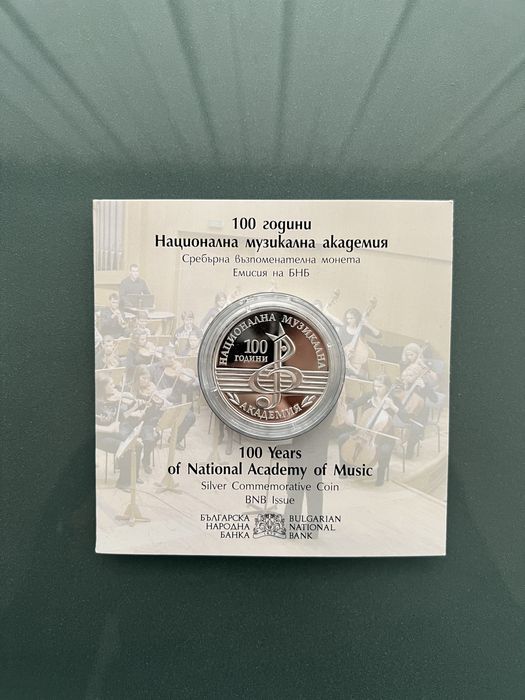 100 години
Национална музикална академия
Сребърна възпоменателна монета
Емисия на БНБ
НАЦИОНАЛНА МУЗИКАЛНА
100
ГОДИНИ
АКАДЕМИЯ
100 Years
of National Academy of Music
Silver Commemorative Coin
BNB Issue
БЪЛГАРСКА
НАРОДНА
БАНКА
BULGARIAN
NATIONAL
BANK